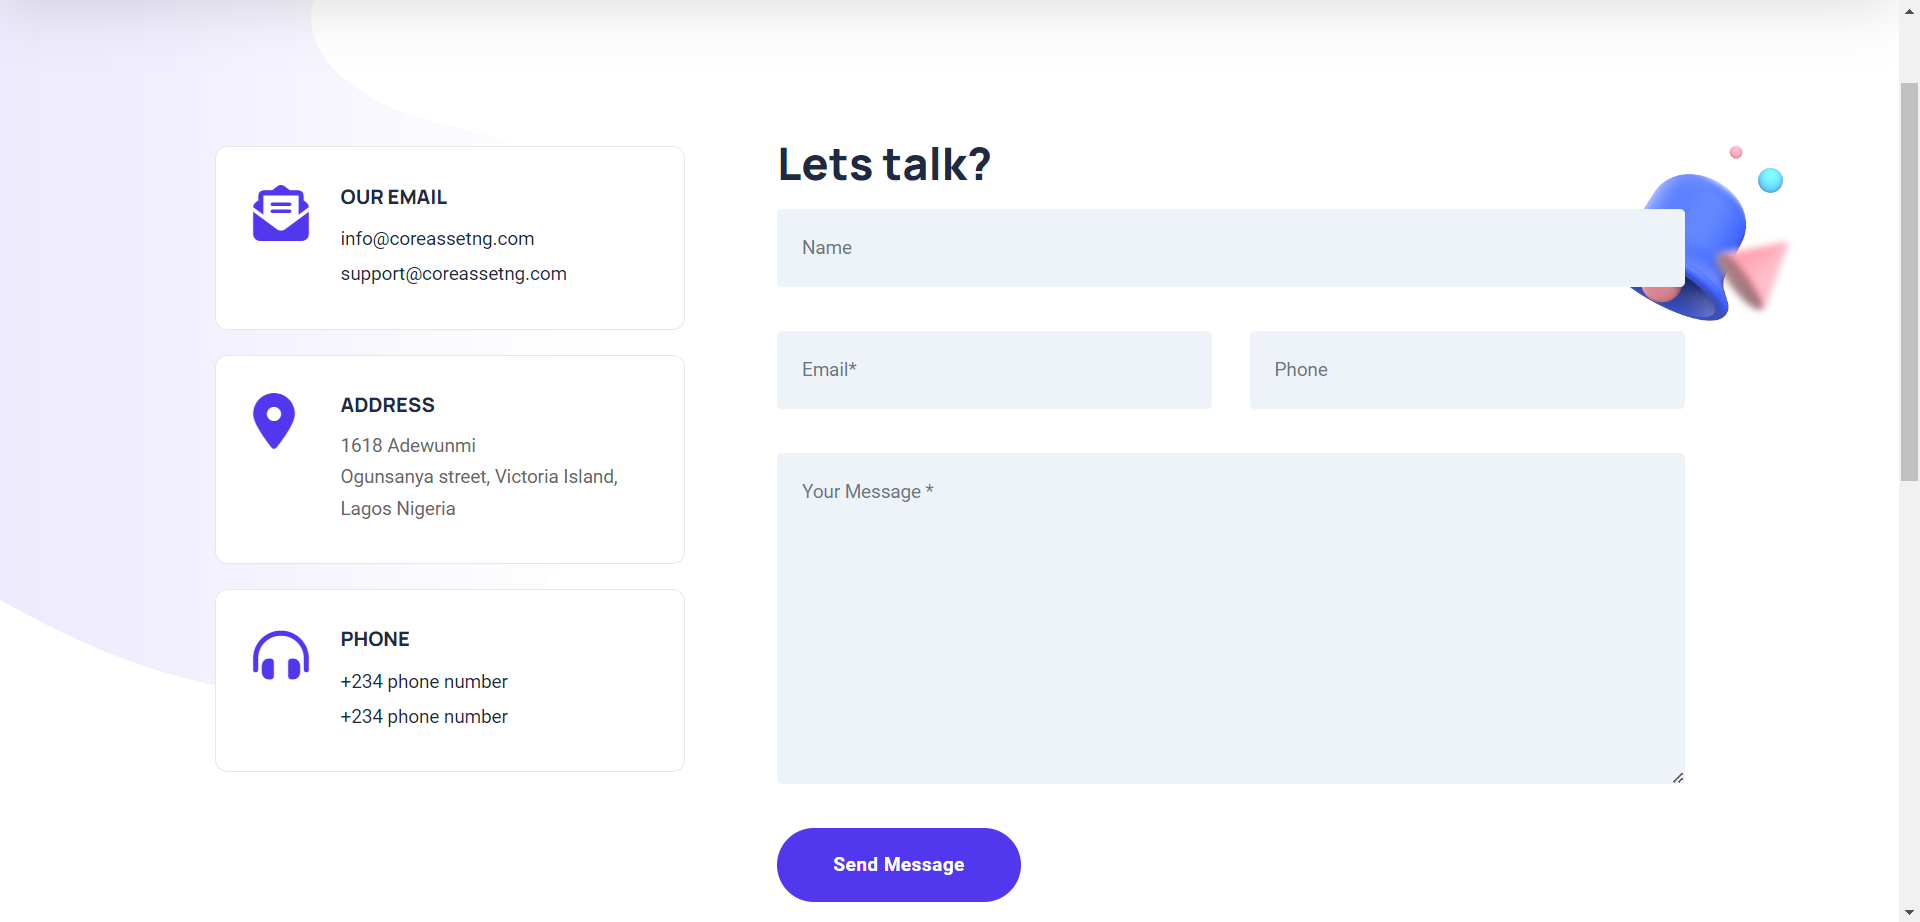 OUR EMAIL
info@coreassetng.com
support@coreassetng.com
ADDRESS
1618 Adewunmi
Ogunsanya street, Victoria Island,
Lagos Nigeria
PHONE
+234 phone number
+234 phone number
Lets talk?
Name
Email*
Phone
Your Message *
Send Message